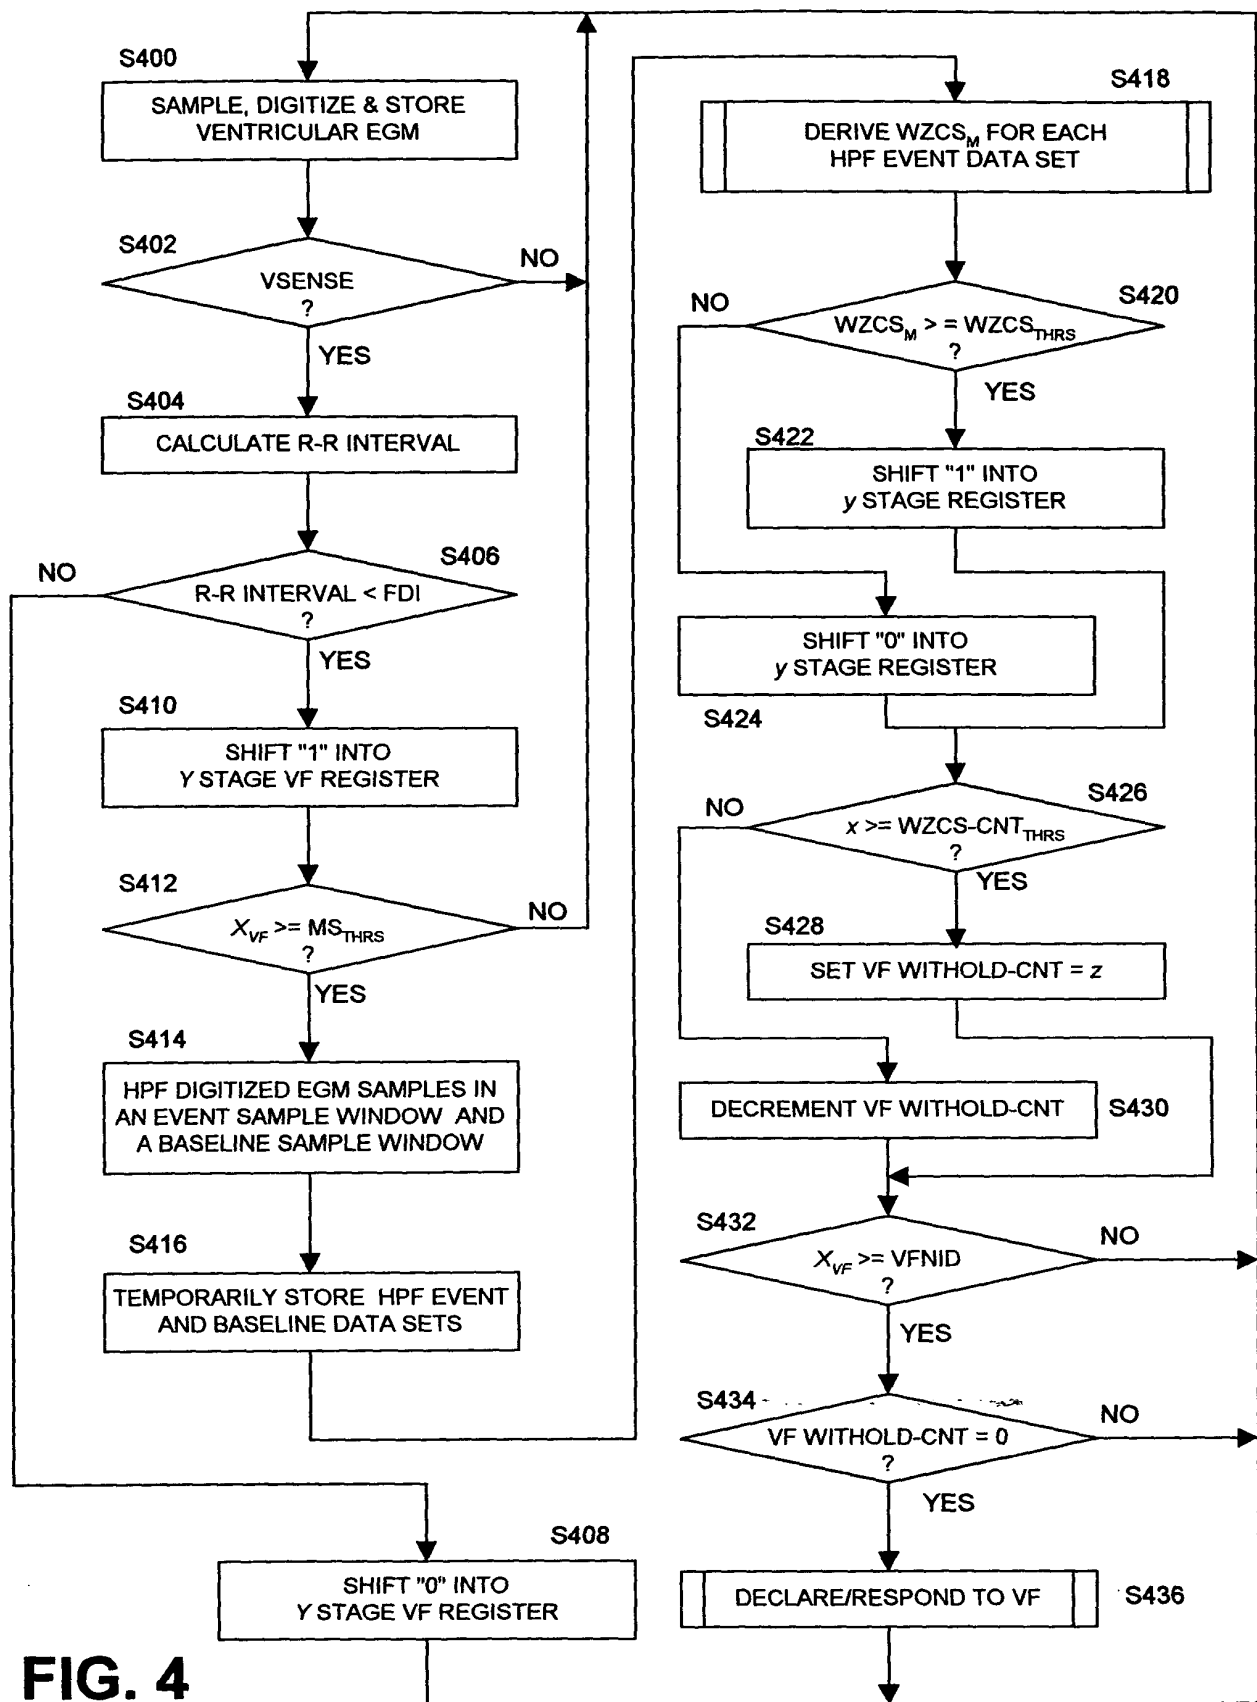 S400
SAMPLE, DIGITIZE & STORE
VENTRICULAR EGM
S402
VSENSE
?
NO
YES
S404
CALCULATE R-R INTERVAL
S406
NO
R-R INTERVAL < FDI
?
YES
S410
SHIFT "1" INTO
Y STAGE VF REGISTER
S412
X_VF >= MS_THRS
?
NO
YES
S414
HPF DIGITIZED EGM SAMPLES IN
AN EVENT SAMPLE WINDOW AND
A BASELINE SAMPLE WINDOW
S416
TEMPORARILY STORE HPF EVENT
AND BASELINE DATA SETS
S408
SHIFT "0" INTO
Y STAGE VF REGISTER
S418
DERIVE WZCS_M FOR EACH
HPF EVENT DATA SET
S420
NO
WZCS_M > = WZCS_THRS
?
YES
S422
SHIFT "1" INTO
y STAGE REGISTER
SHIFT "0" INTO
y STAGE REGISTER
S424
S426
NO
x >= WZCS-CNT_THRS
?
YES
S428
SET VF WITHOLD-CNT = z
DECREMENT VF WITHOLD-CNT
S430
S432
X_VF >= VFNID
?
NO
YES
S434
VF WITHOLD-CNT = 0
?
NO
YES
DECLARE/RESPOND TO VF
S436
FIG. 4